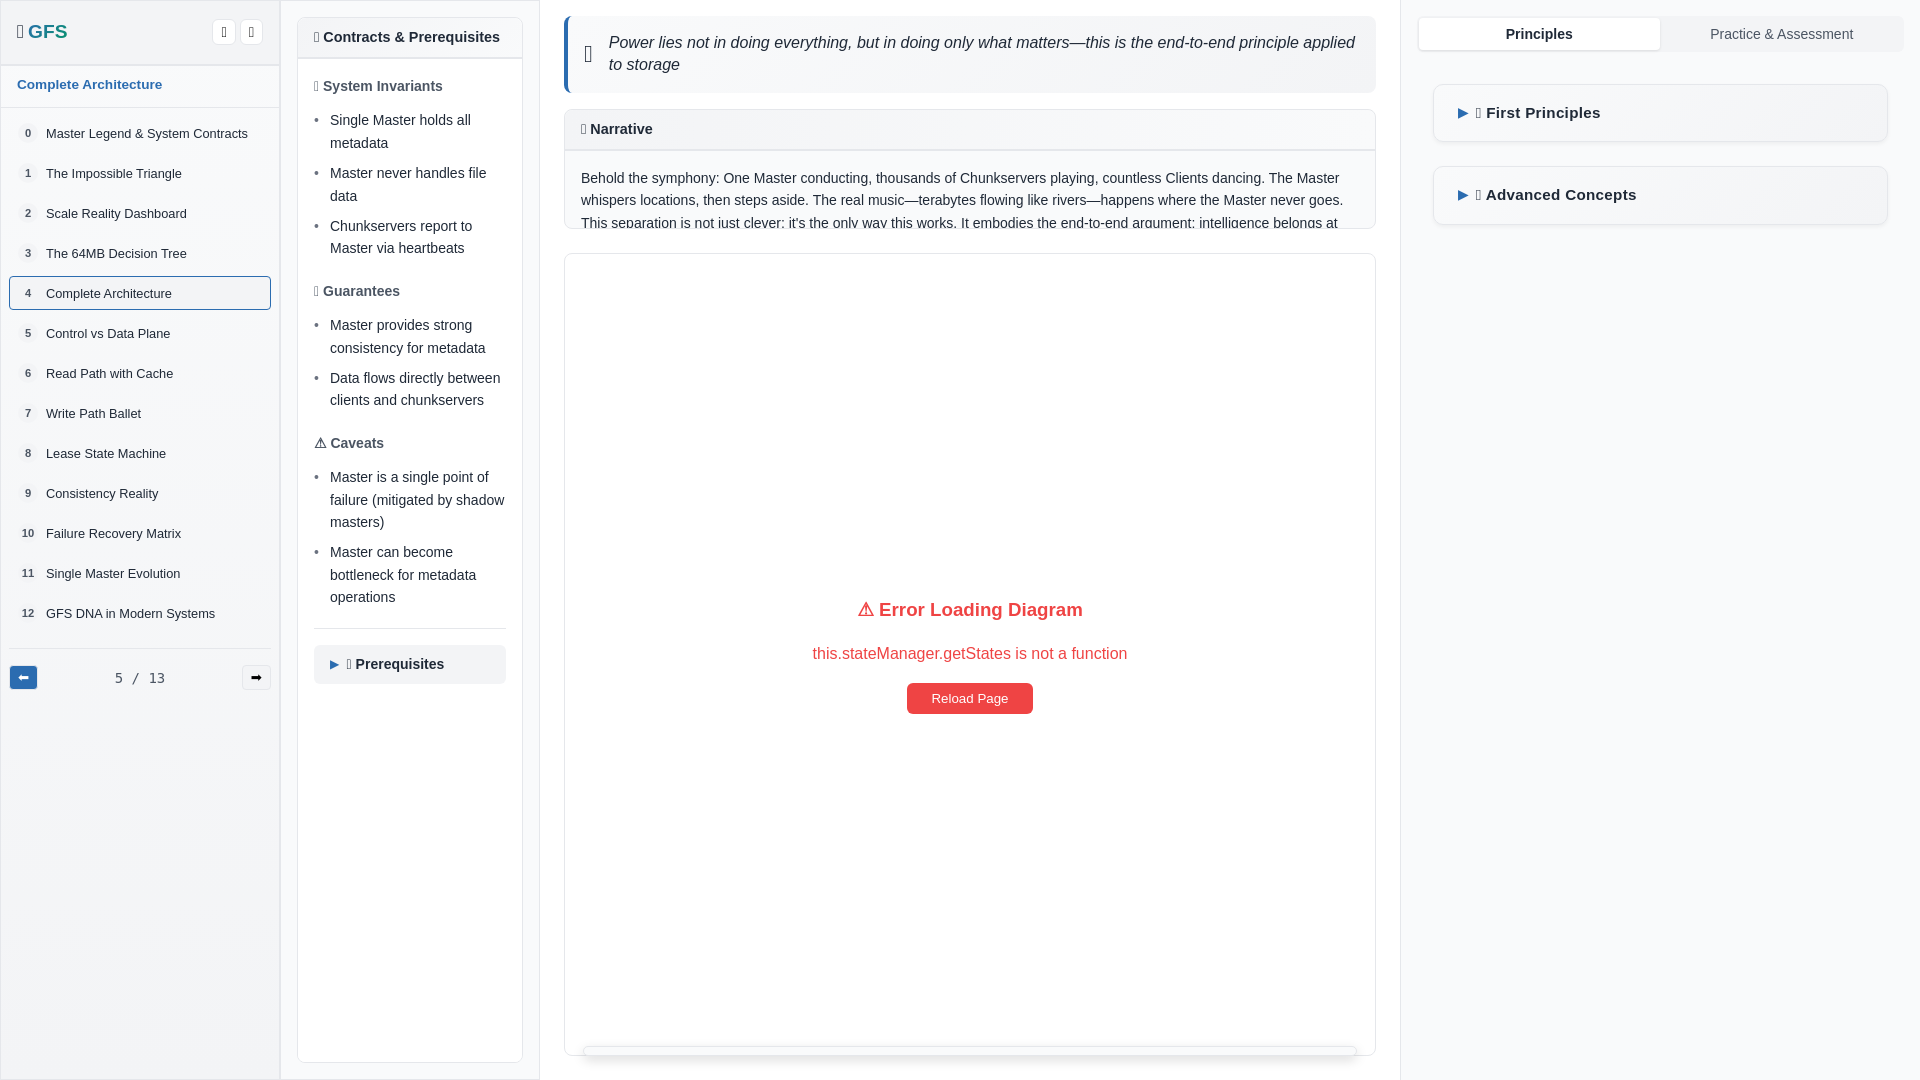 GFS
Complete Architecture
0 Master Legend & System Contracts
1 The Impossible Triangle
2 Scale Reality Dashboard
3 The 64MB Decision Tree
4 Complete Architecture
5 Control vs Data Plane
6 Read Path with Cache
7 Write Path Ballet
8 Lease State Machine
9 Consistency Reality
10 Failure Recovery Matrix
11 Single Master Evolution
12 GFS DNA in Modern Systems
⬅ 5 / 13 ➡
Contracts & Prerequisites
System Invariants
• Single Master holds all
metadata
• Master never handles file
data
• Chunkservers report to
Master via heartbeats
Guarantees
• Master provides strong
consistency for metadata
• Data flows directly between
clients and chunkservers
⚠ Caveats
• Master is a single point of
failure (mitigated by shadow
masters)
• Master can become
bottleneck for metadata
operations
▶ Prerequisites
Power lies not in doing everything, but in doing only what matters—this is the end-to-end principle applied
to storage
Narrative
Behold the symphony: One Master conducting, thousands of Chunkservers playing, countless Clients dancing. The Master
whispers locations, then steps aside. The real music—terabytes flowing like rivers—happens where the Master never goes.
This separation is not just clever; it's the only way this works. It embodies the end-to-end argument: intelligence belongs at
⚠ Error Loading Diagram
this.stateManager.getStates is not a function
Reload Page
Principles
Practice & Assessment
▶ First Principles
▶ Advanced Concepts